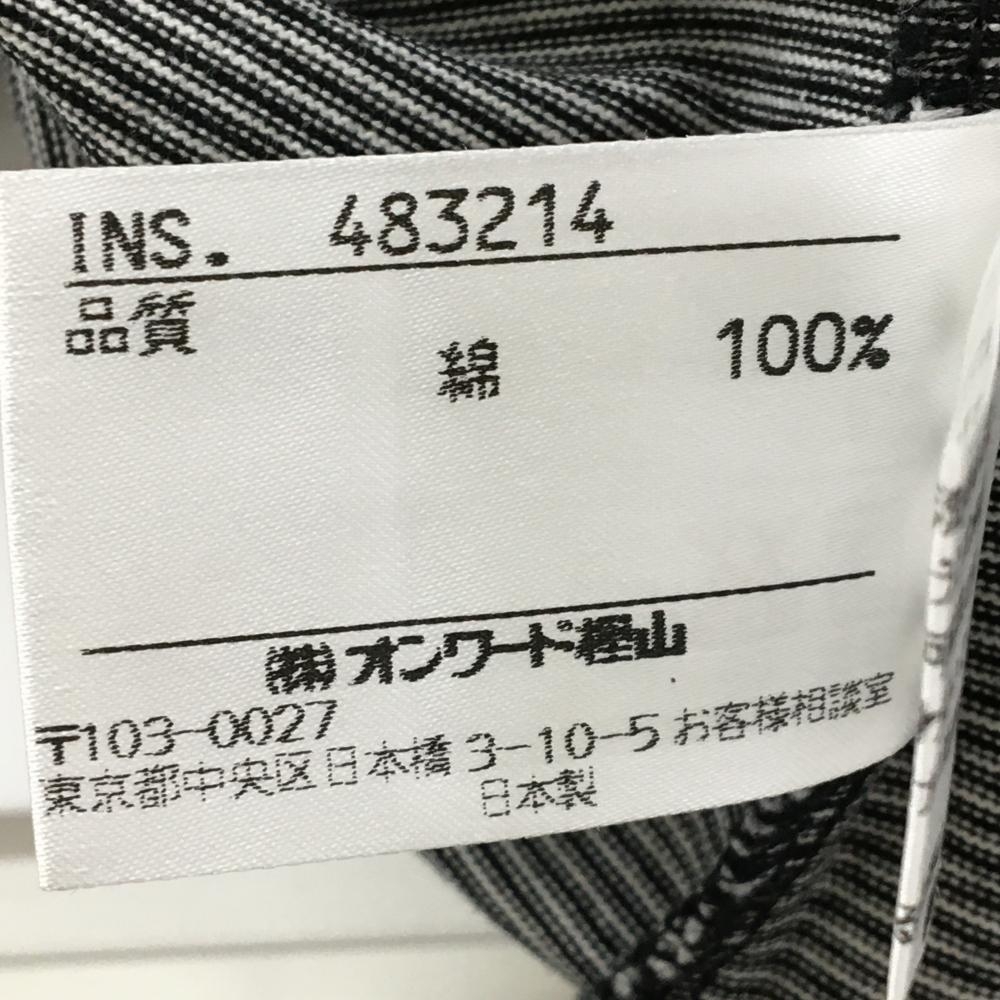 INS. 483214
品質
綿 100%
㈱オンワード樫山
〒103-0027
東京都中央区日本橋 3-10-5 お客様相談室
日本製